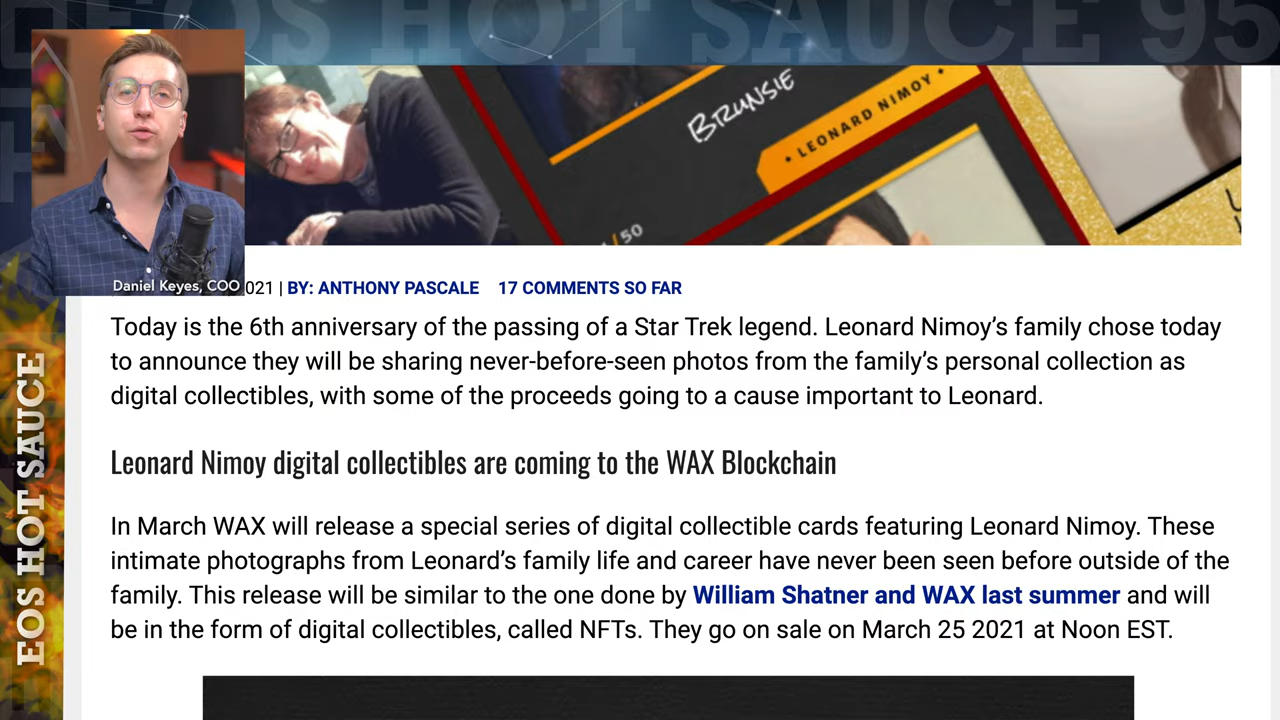 EOS HOT SAUCE 95
BRUNSIE
• LEONARD NIMOY •
/50
Daniel Keyes, COO
021 | BY: ANTHONY PASCALE 17 COMMENTS SO FAR
Today is the 6th anniversary of the passing of a Star Trek legend. Leonard Nimoy’s family chose today
to announce they will be sharing never-before-seen photos from the family’s personal collection as
digital collectibles, with some of the proceeds going to a cause important to Leonard.
Leonard Nimoy digital collectibles are coming to the WAX Blockchain
In March WAX will release a special series of digital collectible cards featuring Leonard Nimoy. These
intimate photographs from Leonard’s family life and career have never been seen before outside of the
family. This release will be similar to the one done by William Shatner and WAX last summer and will
be in the form of digital collectibles, called NFTs. They go on sale on March 25 2021 at Noon EST.
EOS HOT SAUCE